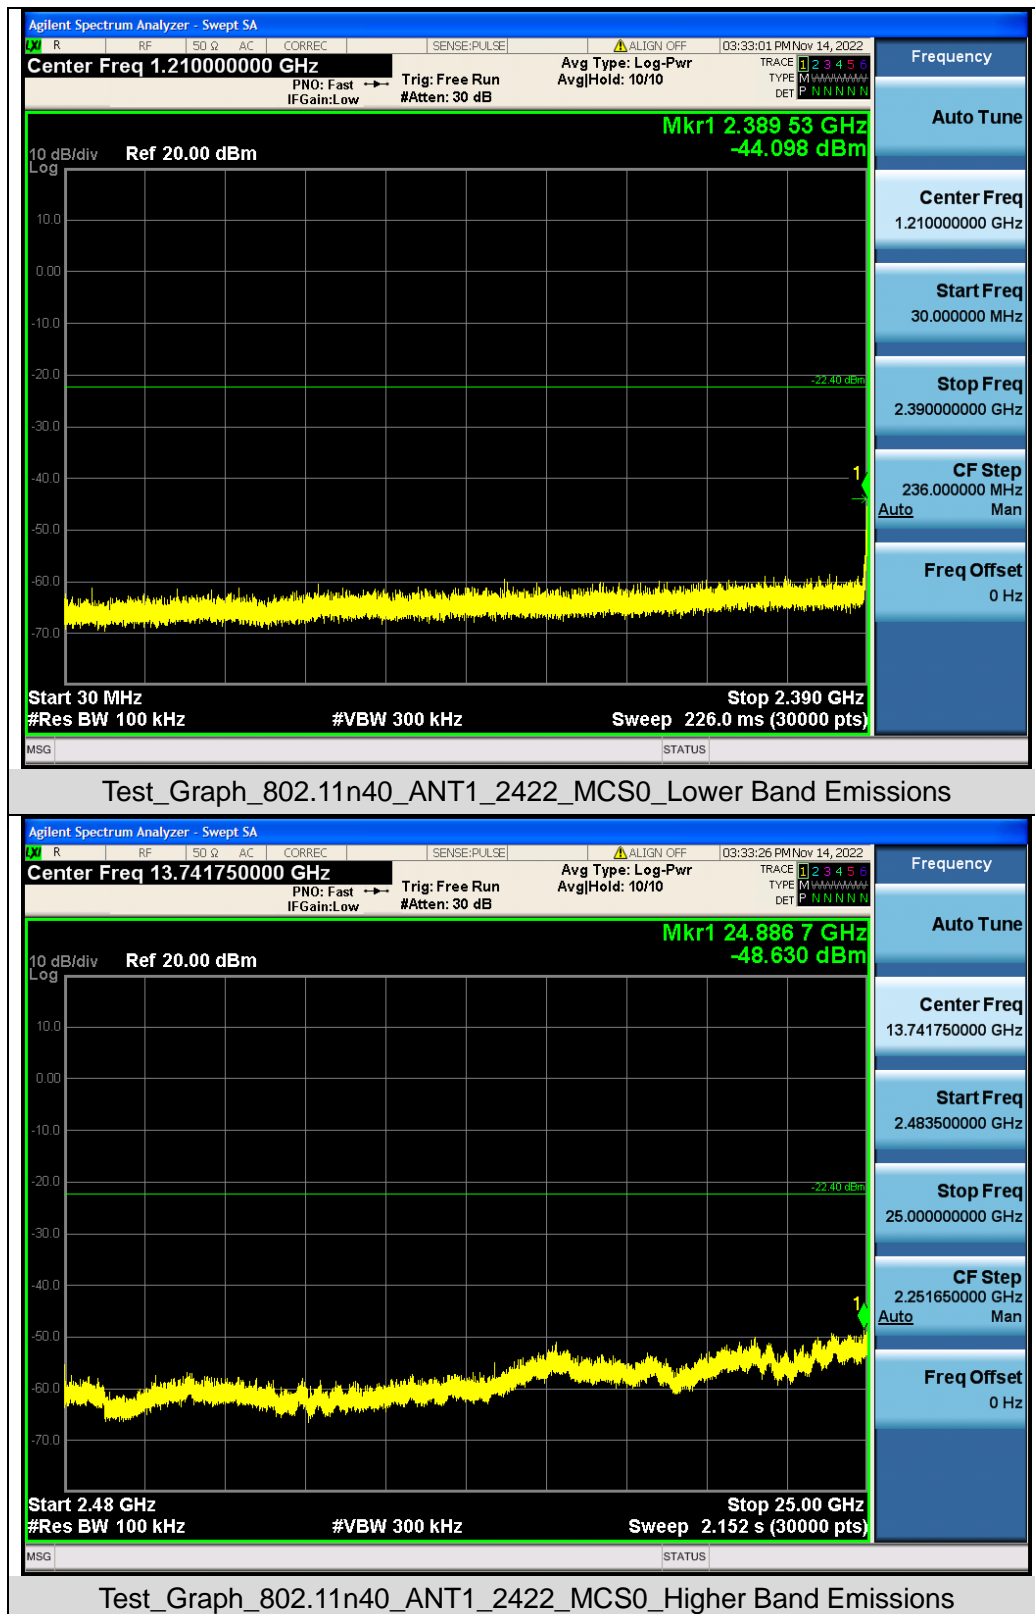 Agilent Spectrum Analyzer - Swept SA
LXI R RF 50 Ω AC CORREC SENSE:PULSE ALIGN OFF 03:33:01 PM Nov 14, 2022
Center Freq 1.210000000 GHz
PNO: Fast
IFGain:Low
Trig: Free Run
#Atten: 30 dB
Avg Type: Log-Pwr
Avg|Hold: 10/10
TRACE 1 2 3 4 5 6
TYPE M
DET P N N N N N
Frequency
Auto Tune
Mkr1 2.389 53 GHz
-44.098 dBm
10 dB/div Ref 20.00 dBm
Log
10.0
0.00
-10.0
-20.0
-22.40 dBm
-30.0
-40.0
1
-50.0
-60.0
-70.0
Center Freq
1.210000000 GHz
Start Freq
30.000000 MHz
Stop Freq
2.390000000 GHz
CF Step
236.000000 MHz
Auto Man
Freq Offset
0 Hz
Start 30 MHz Stop 2.390 GHz
#Res BW 100 kHz #VBW 300 kHz Sweep 226.0 ms (30000 pts)
MSG STATUS
Test_Graph_802.11n40_ANT1_2422_MCS0_Lower Band Emissions
Agilent Spectrum Analyzer - Swept SA
LXI R RF 50 Ω AC CORREC SENSE:PULSE ALIGN OFF 03:33:26 PM Nov 14, 2022
Center Freq 13.741750000 GHz
PNO: Fast
IFGain:Low
Trig: Free Run
#Atten: 30 dB
Avg Type: Log-Pwr
Avg|Hold: 10/10
TRACE 1 2 3 4 5 6
TYPE M
DET P N N N N N
Frequency
Auto Tune
Mkr1 24.886 7 GHz
-48.630 dBm
10 dB/div Ref 20.00 dBm
Log
10.0
0.00
-10.0
-20.0
-22.40 dBm
-30.0
-40.0
1
-50.0
-60.0
-70.0
Center Freq
13.741750000 GHz
Start Freq
2.483500000 GHz
Stop Freq
25.000000000 GHz
CF Step
2.251650000 GHz
Auto Man
Freq Offset
0 Hz
Start 2.48 GHz Stop 25.00 GHz
#Res BW 100 kHz #VBW 300 kHz Sweep 2.152 s (30000 pts)
MSG STATUS
Test_Graph_802.11n40_ANT1_2422_MCS0_Higher Band Emissions